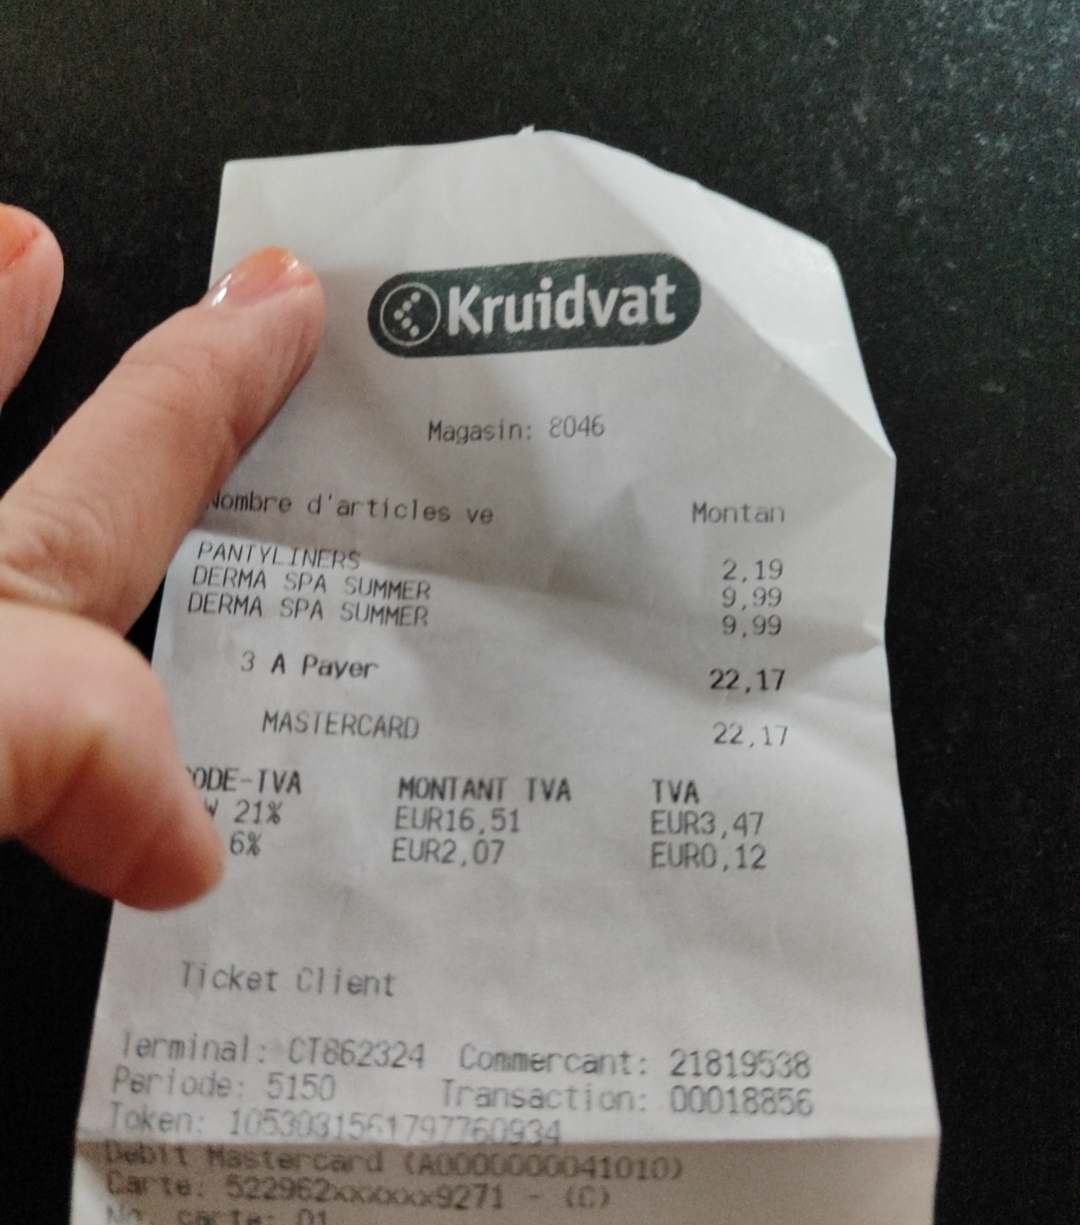 Kruidvat
Magasin: 8046
Nombre d'articles ve Montan
PANTYLINERS 2,19
DERMA SPA SUMMER 9,99
DERMA SPA SUMMER 9,99
3 A Payer 22,17
MASTERCARD 22,17
ODE-TVA MONTANT TVA TVA
W 21% EUR16,51 EUR3,47
6% EUR2,07 EUR0,12
Ticket Client
Terminal: CT862324 Commercant: 21819538
Periode: 5150 Transaction: 00018856
Token: 1053031561797760934
Debit Mastercard (A0000000041010)
Carte: 522962xxxxxx9271 - (C)
No. carte: 01